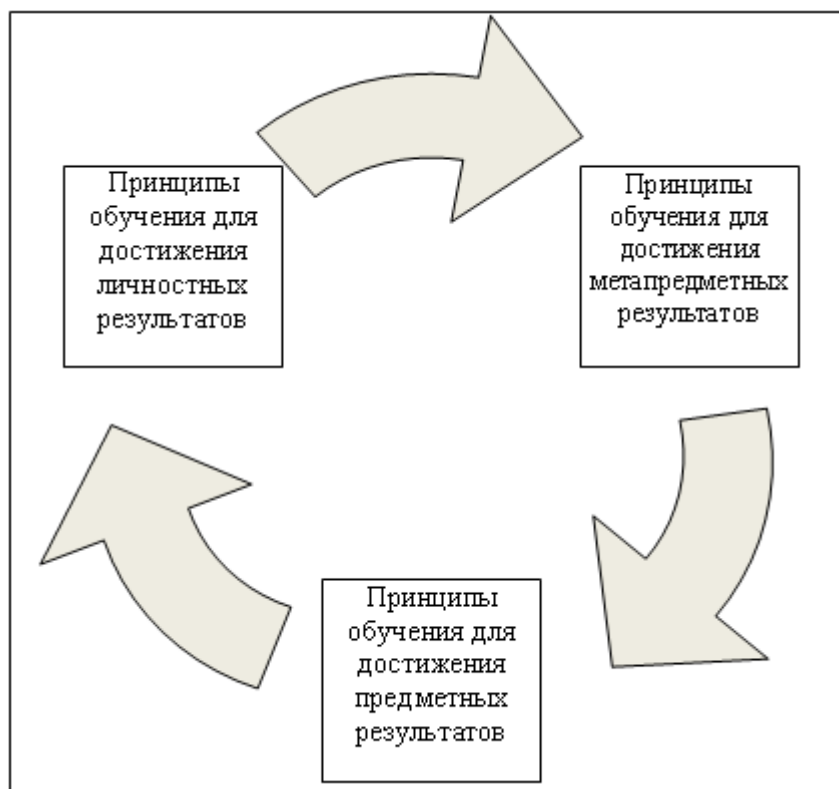 Принципы
обучения для
достижения
личностных
результатов
Принципы
обучения для
достижения
метапредметных
результатов
Принципы
обучения для
достижения
предметных
результатов